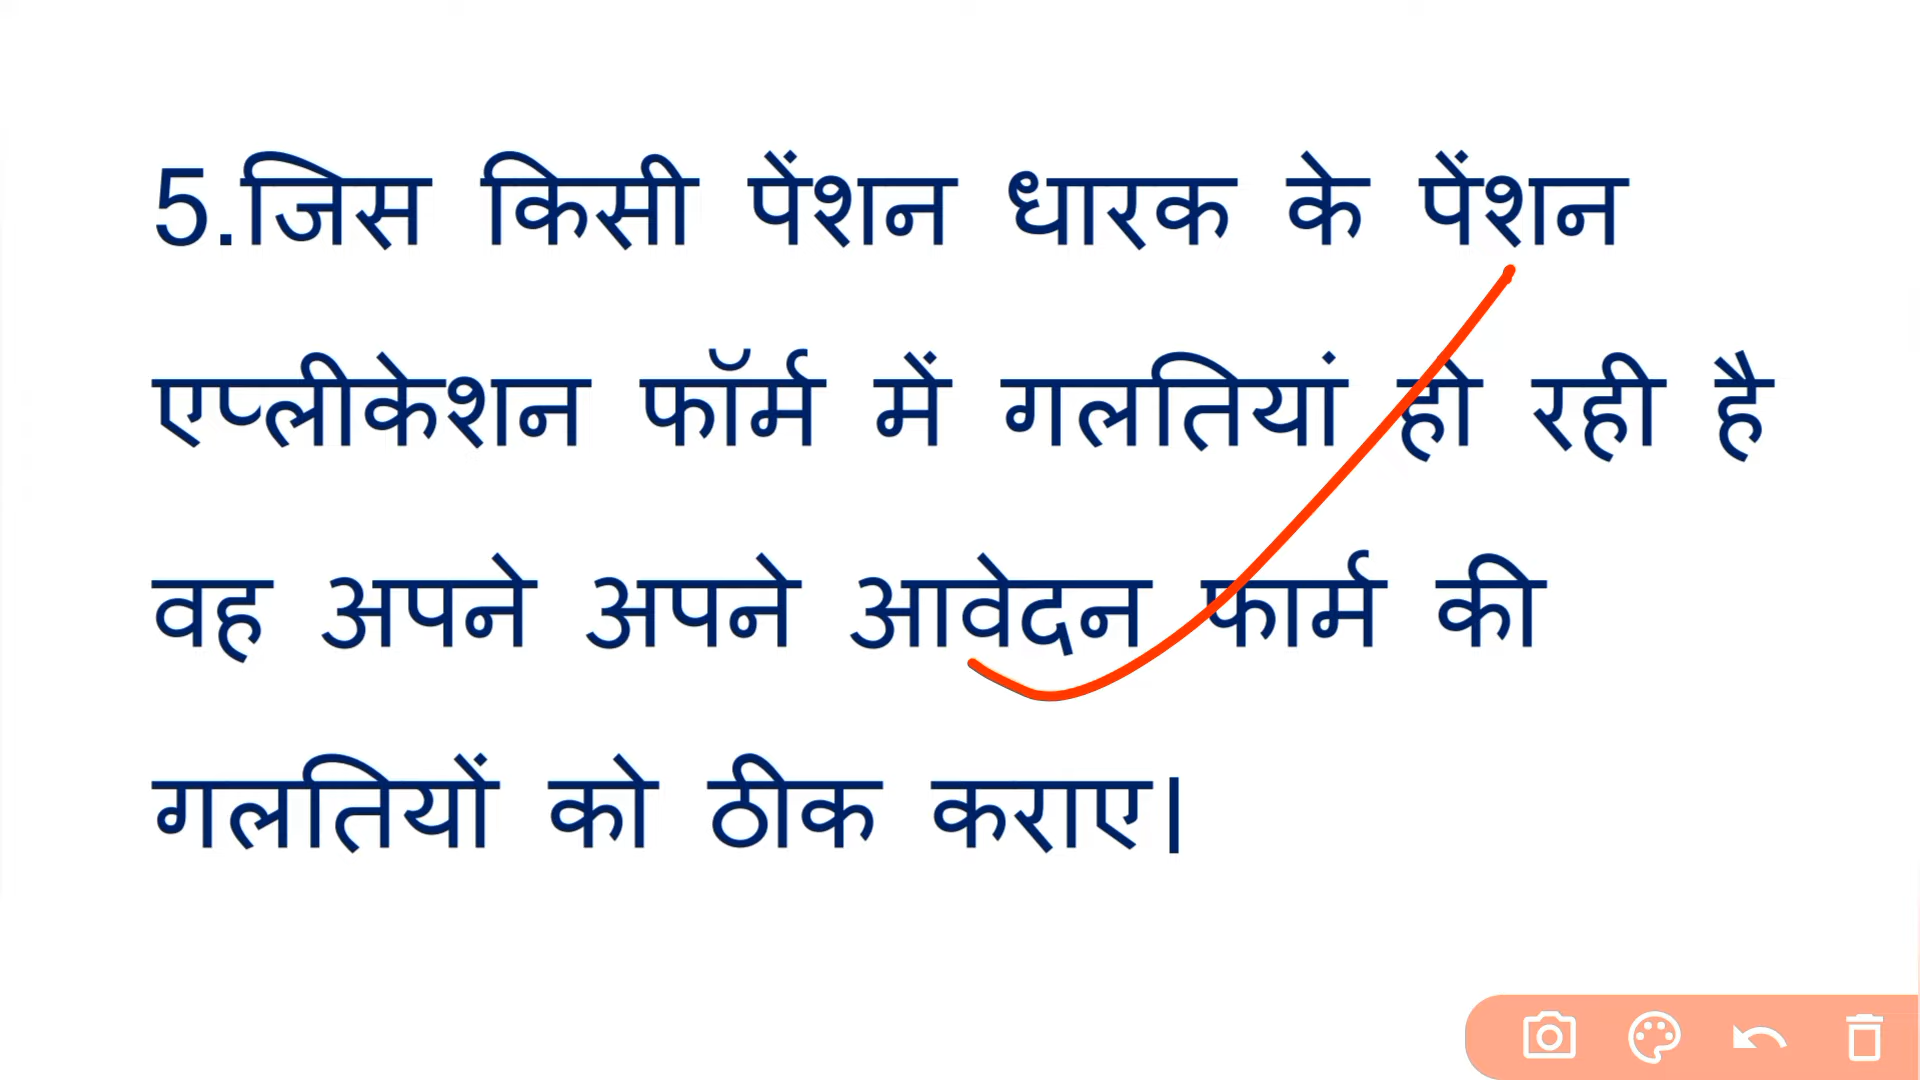 5.जिस किसी पेंशन धारक के पेंशन
एप्लीकेशन फॉर्म में गलतियां हो रही है
वह अपने अपने आवेदन फार्म की
गलतियों को ठीक कराए।